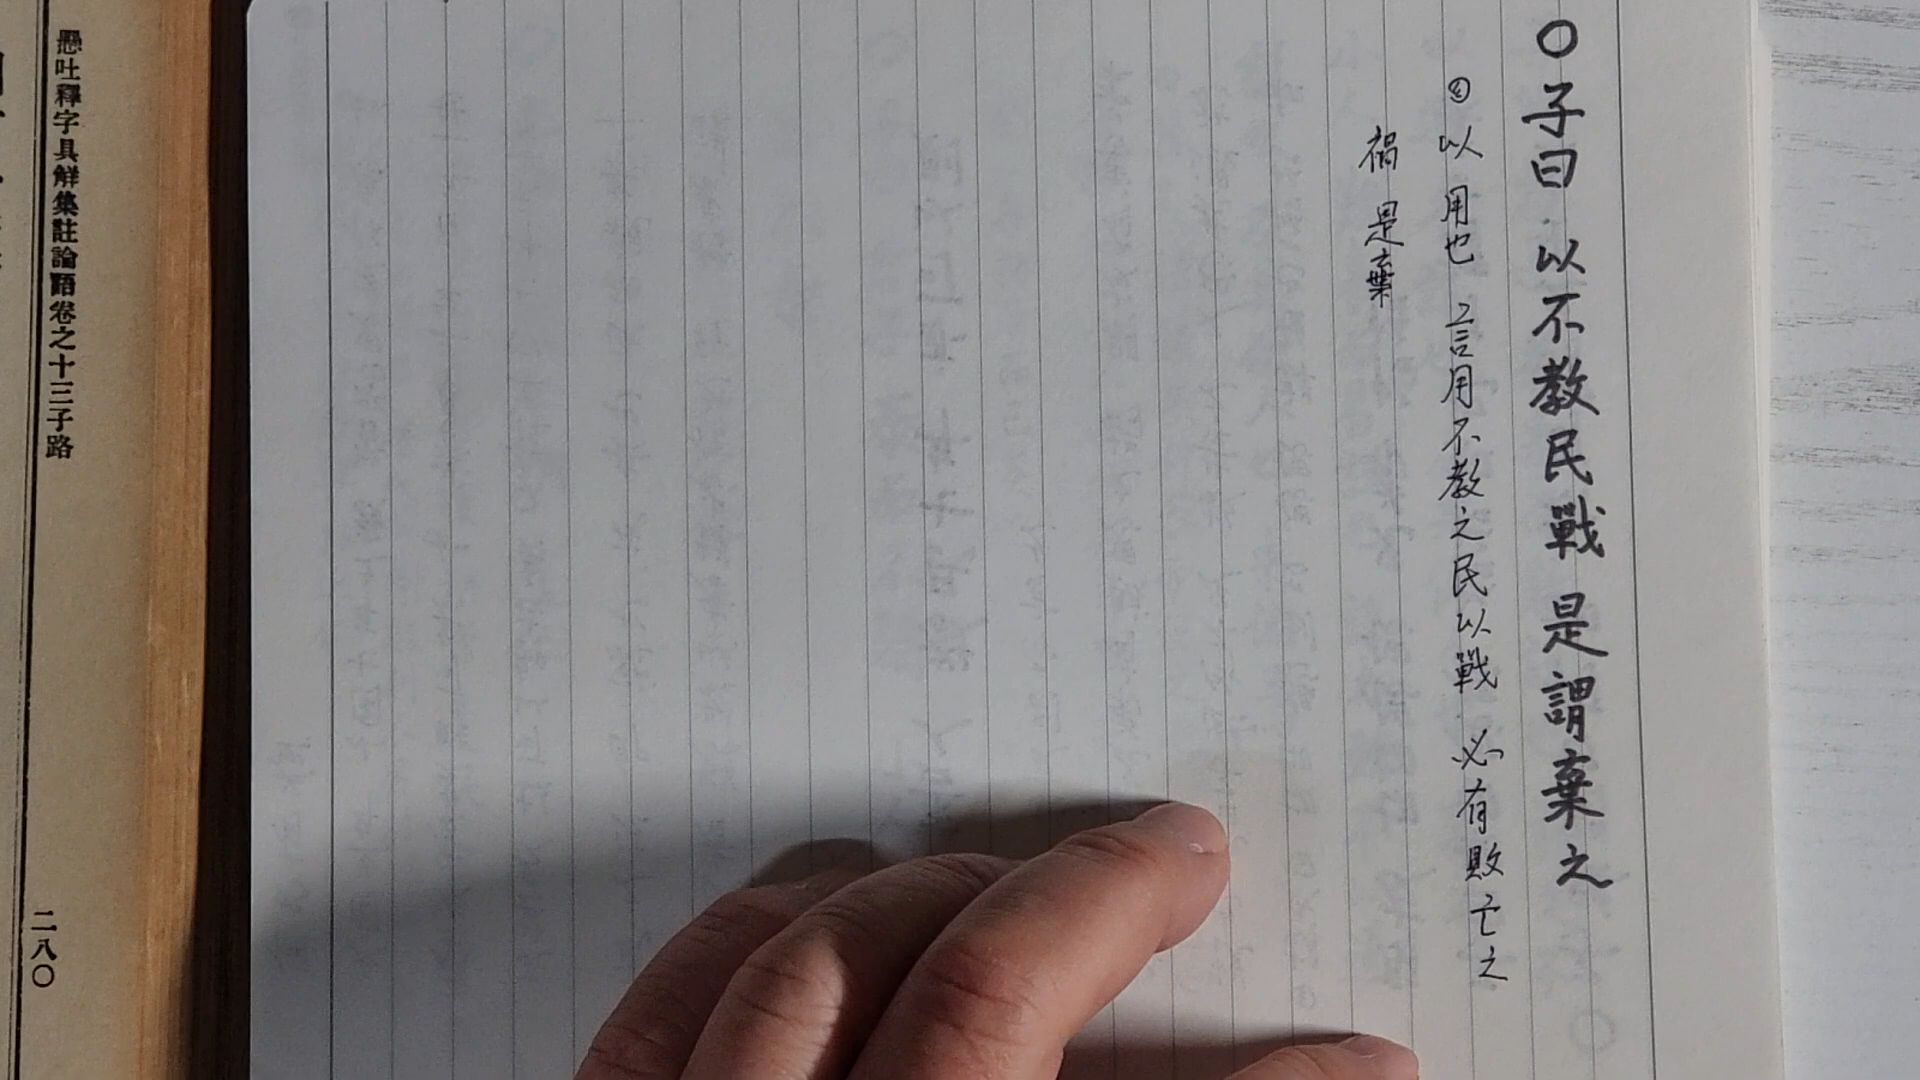 ○子曰 以不教民戰 是謂棄之
以 用也 言用不教之民以戰 必有敗亡之
禍 是棄
懸吐釋字具解集註論語卷之十三子路
二八〇